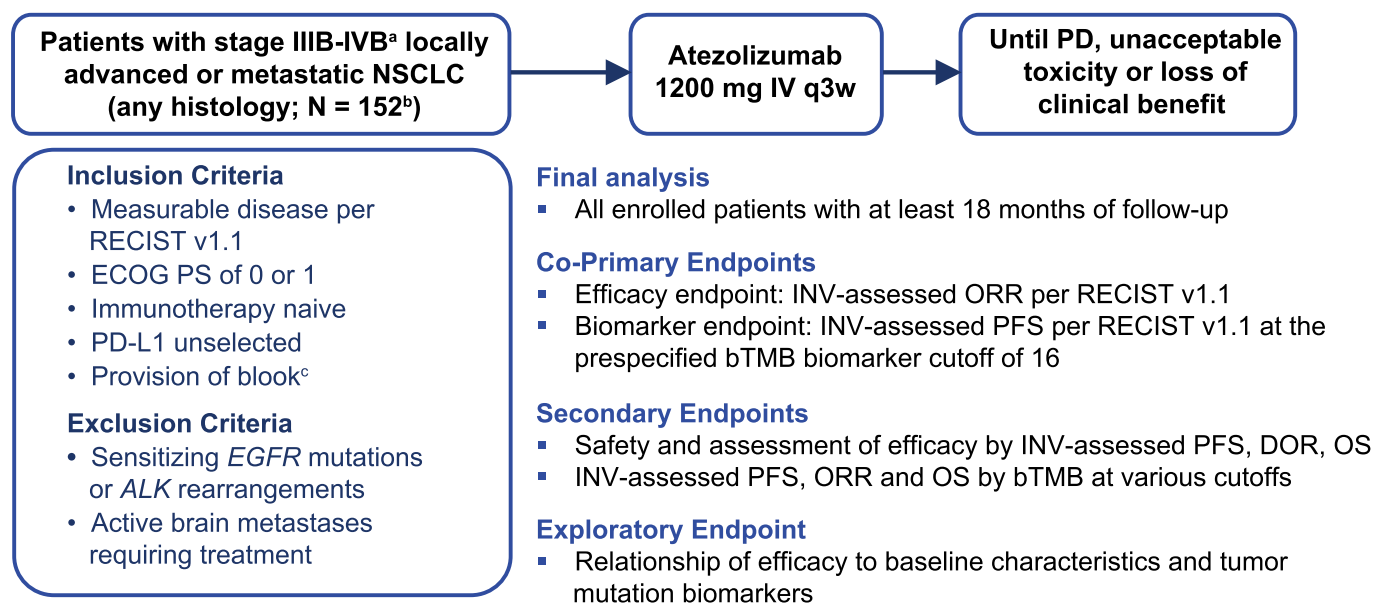 Patients with stage IIIB-IVBᵃ locally
advanced or metastatic NSCLC
(any histology; N = 152ᵇ)
Atezolizumab
1200 mg IV q3w
Until PD, unacceptable
toxicity or loss of
clinical benefit
Inclusion Criteria
• Measurable disease per
RECIST v1.1
• ECOG PS of 0 or 1
• Immunotherapy naive
• PD-L1 unselected
• Provision of blookᶜ
Exclusion Criteria
• Sensitizing EGFR mutations
or ALK rearrangements
• Active brain metastases
requiring treatment
Final analysis
▪ All enrolled patients with at least 18 months of follow-up
Co-Primary Endpoints
▪ Efficacy endpoint: INV-assessed ORR per RECIST v1.1
▪ Biomarker endpoint: INV-assessed PFS per RECIST v1.1 at the
prespecified bTMB biomarker cutoff of 16
Secondary Endpoints
▪ Safety and assessment of efficacy by INV-assessed PFS, DOR, OS
▪ INV-assessed PFS, ORR and OS by bTMB at various cutoffs
Exploratory Endpoint
▪ Relationship of efficacy to baseline characteristics and tumor
mutation biomarkers